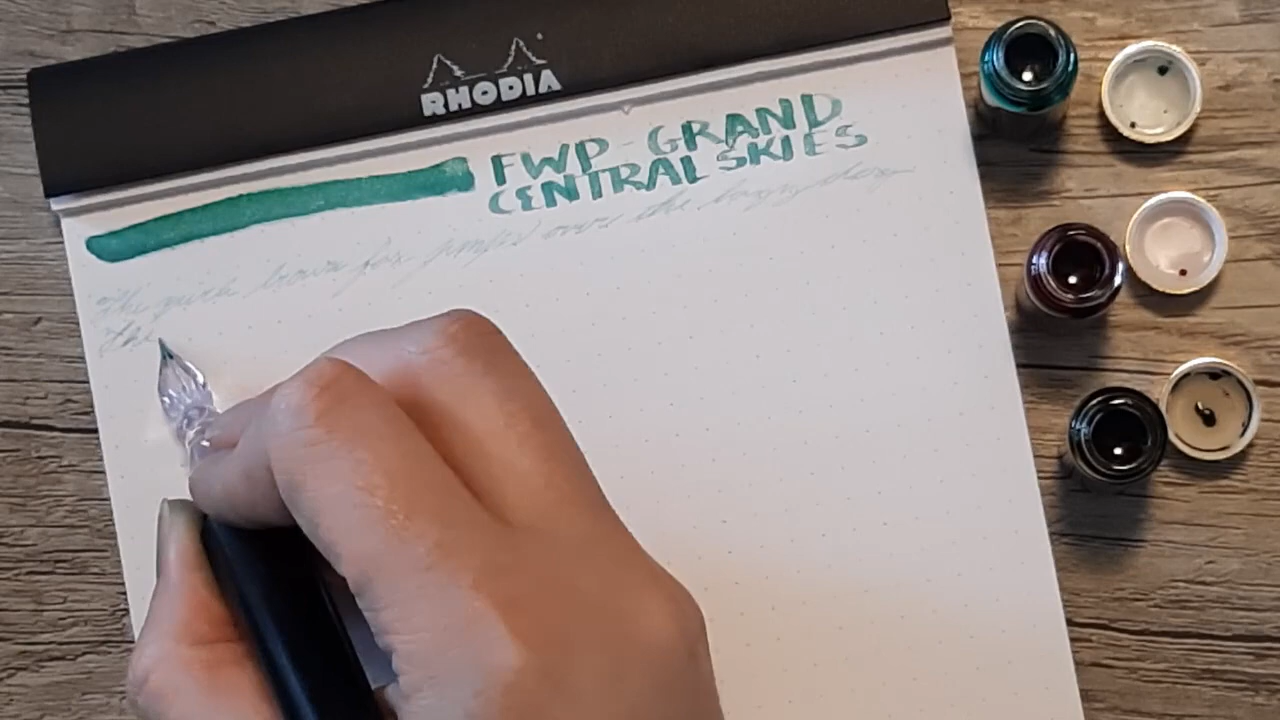 RHODIA
FWP - GRAND
CENTRAL SKIES
The quick brown fox jumps over the lazy dog
The